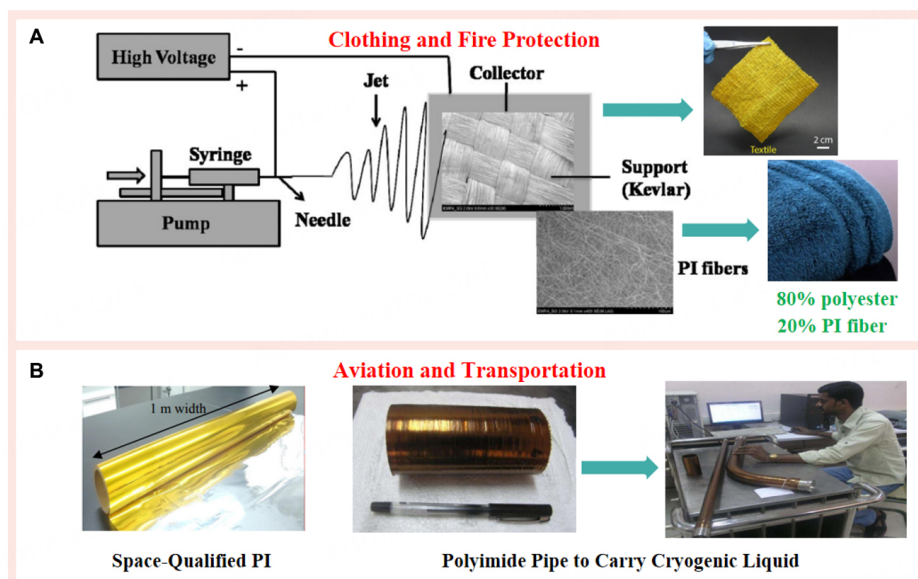 A
Clothing and Fire Protection
High Voltage
-
+
Jet
Collector
Syringe
Needle
Pump
Support
(Kevlar)
PI fibers
2 cm
Textile
80% polyester
20% PI fiber
B
Aviation and Transportation
1 m width
Space-Qualified PI
Polyimide Pipe to Carry Cryogenic Liquid